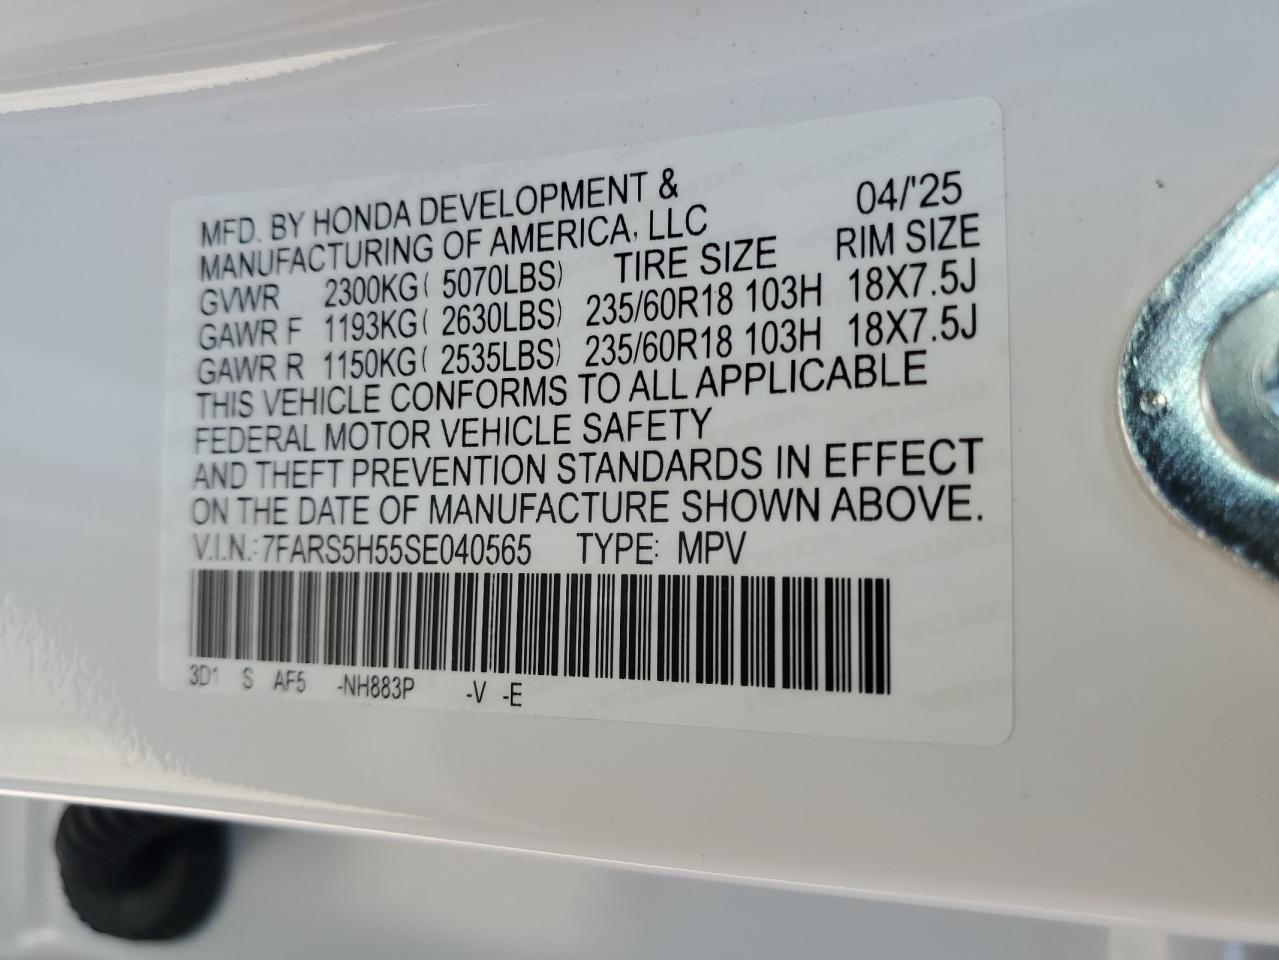 MFD. BY HONDA DEVELOPMENT & 04/'25
MANUFACTURING OF AMERICA, LLC
TIRE SIZE RIM SIZE
GVWR 2300KG( 5070LBS)
GAWR F 1193KG( 2630LBS) 235/60R18 103H 18X7.5J
GAWR R 1150KG( 2535LBS) 235/60R18 103H 18X7.5J
THIS VEHICLE CONFORMS TO ALL APPLICABLE
FEDERAL MOTOR VEHICLE SAFETY
AND THEFT PREVENTION STANDARDS IN EFFECT
ON THE DATE OF MANUFACTURE SHOWN ABOVE.
V.I.N.: 7FARS5H55SE040565 TYPE: MPV
3D1 S AF5 -NH883P -V -E